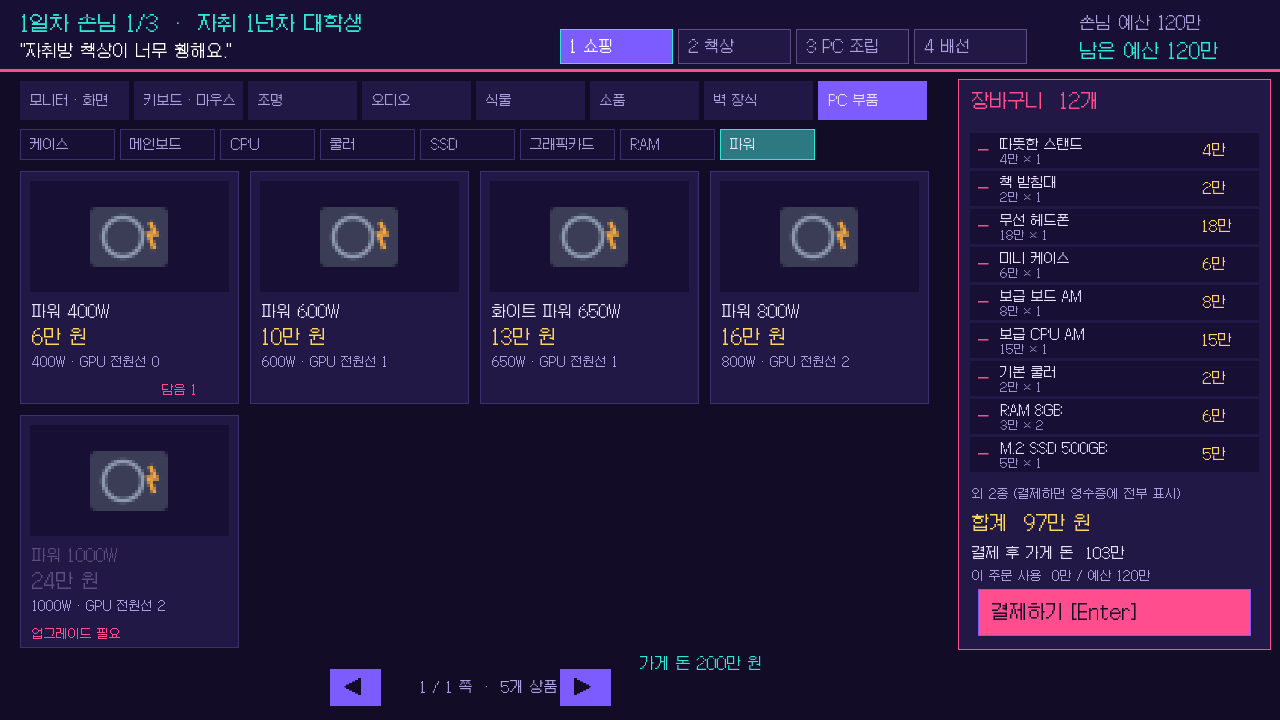 1일차 손님 1/3 · 자취 1년차 대학생
"자취방 책상이 너무 휑해요."
1 쇼핑
2 책상
3 PC 조립
4 배선
손님 예산 120만
남은 예산 120만
모니터 · 화면
키보드 · 마우스
조명
오디오
식물
소품
벽 장식
PC 부품
케이스
메인보드
CPU
쿨러
SSD
그래픽카드
RAM
파워
파워 400W
6만 원
400W · GPU 전원선 0
담음 1
파워 600W
10만 원
600W · GPU 전원선 1
화이트 파워 650W
13만 원
650W · GPU 전원선 1
파워 800W
16만 원
800W · GPU 전원선 2
파워 1000W
24만 원
1000W · GPU 전원선 2
업그레이드 필요
장바구니 12개
따뜻한 스탠드
4만 × 1
4만
책 받침대
2만 × 1
2만
무선 헤드폰
18만 × 1
18만
미니 케이스
6만 × 1
6만
보급 보드 AM
8만 × 1
8만
보급 CPU AM
15만 × 1
15만
기본 쿨러
2만 × 1
2만
RAM 8GB
3만 × 2
6만
M.2 SSD 500GB
5만 × 1
5만
외 2종 (결제하면 영수증에 전부 표시)
합계 97만 원
결제 후 가게 돈 103만
이 주문 사용 0만 / 예산 120만
결제하기 [Enter]
가게 돈 200만 원
1 / 1 쪽 · 5개 상품